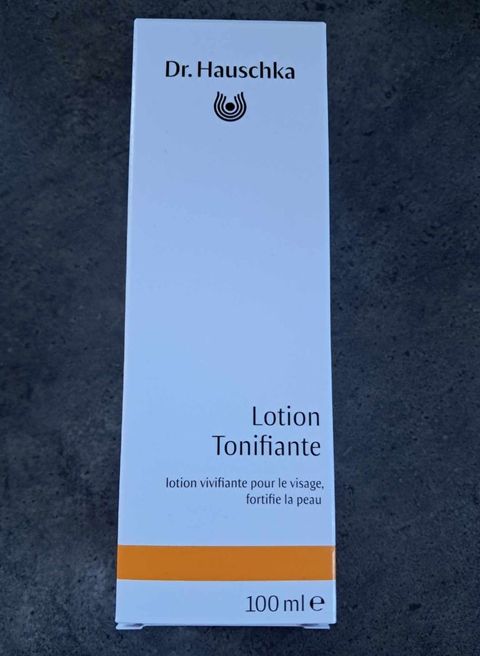 Dr. Hauschka
Lotion
Tonifiante
lotion vivifiante pour le visage,
fortifie la peau
100 ml ℮